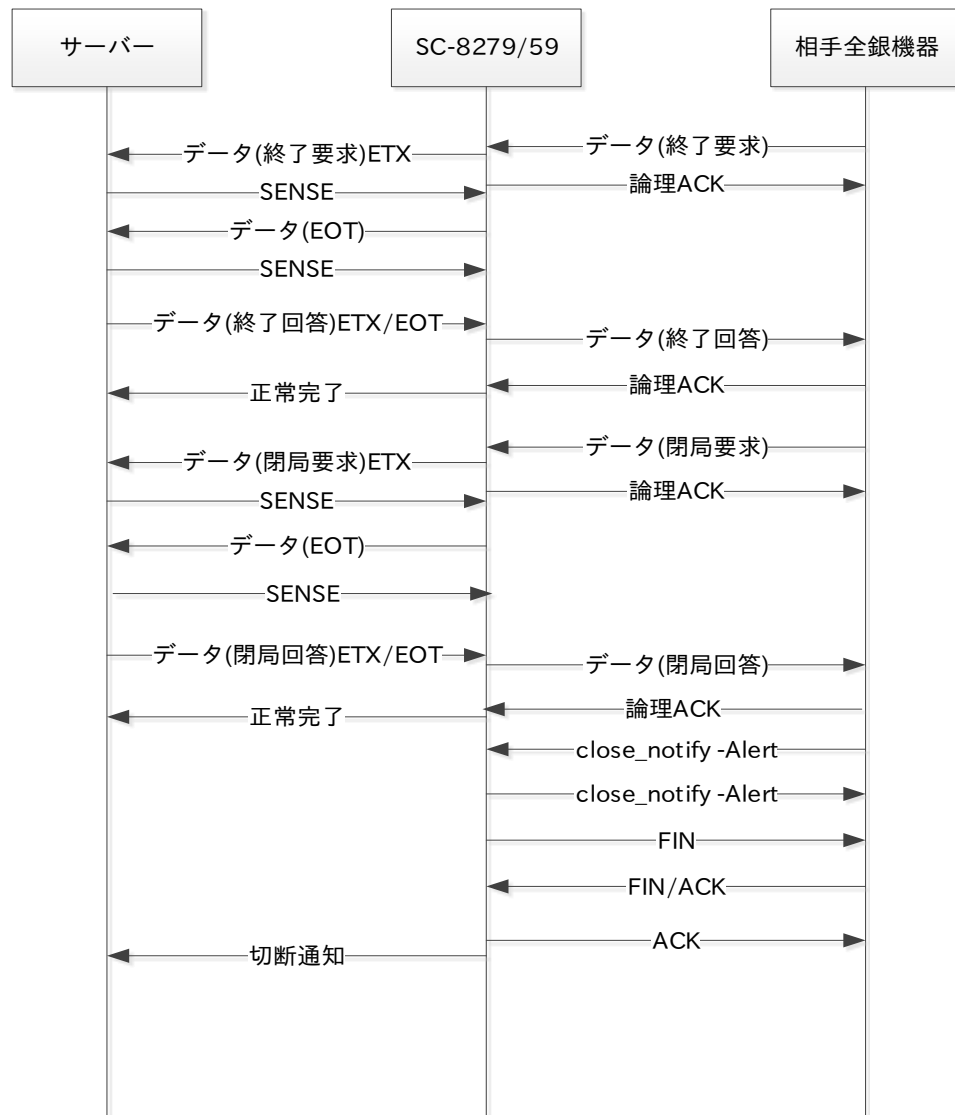 サーバー
SC-8279/59
相手全銀機器
データ(終了要求)
データ(終了要求)ETX
論理ACK
SENSE
データ(EOT)
SENSE
データ(終了回答)ETX/EOT
データ(終了回答)
論理ACK
正常完了
データ(閉局要求)
データ(閉局要求)ETX
論理ACK
SENSE
データ(EOT)
SENSE
データ(閉局回答)ETX/EOT
データ(閉局回答)
論理ACK
正常完了
close_notify -Alert
close_notify -Alert
FIN
FIN/ACK
ACK
切断通知